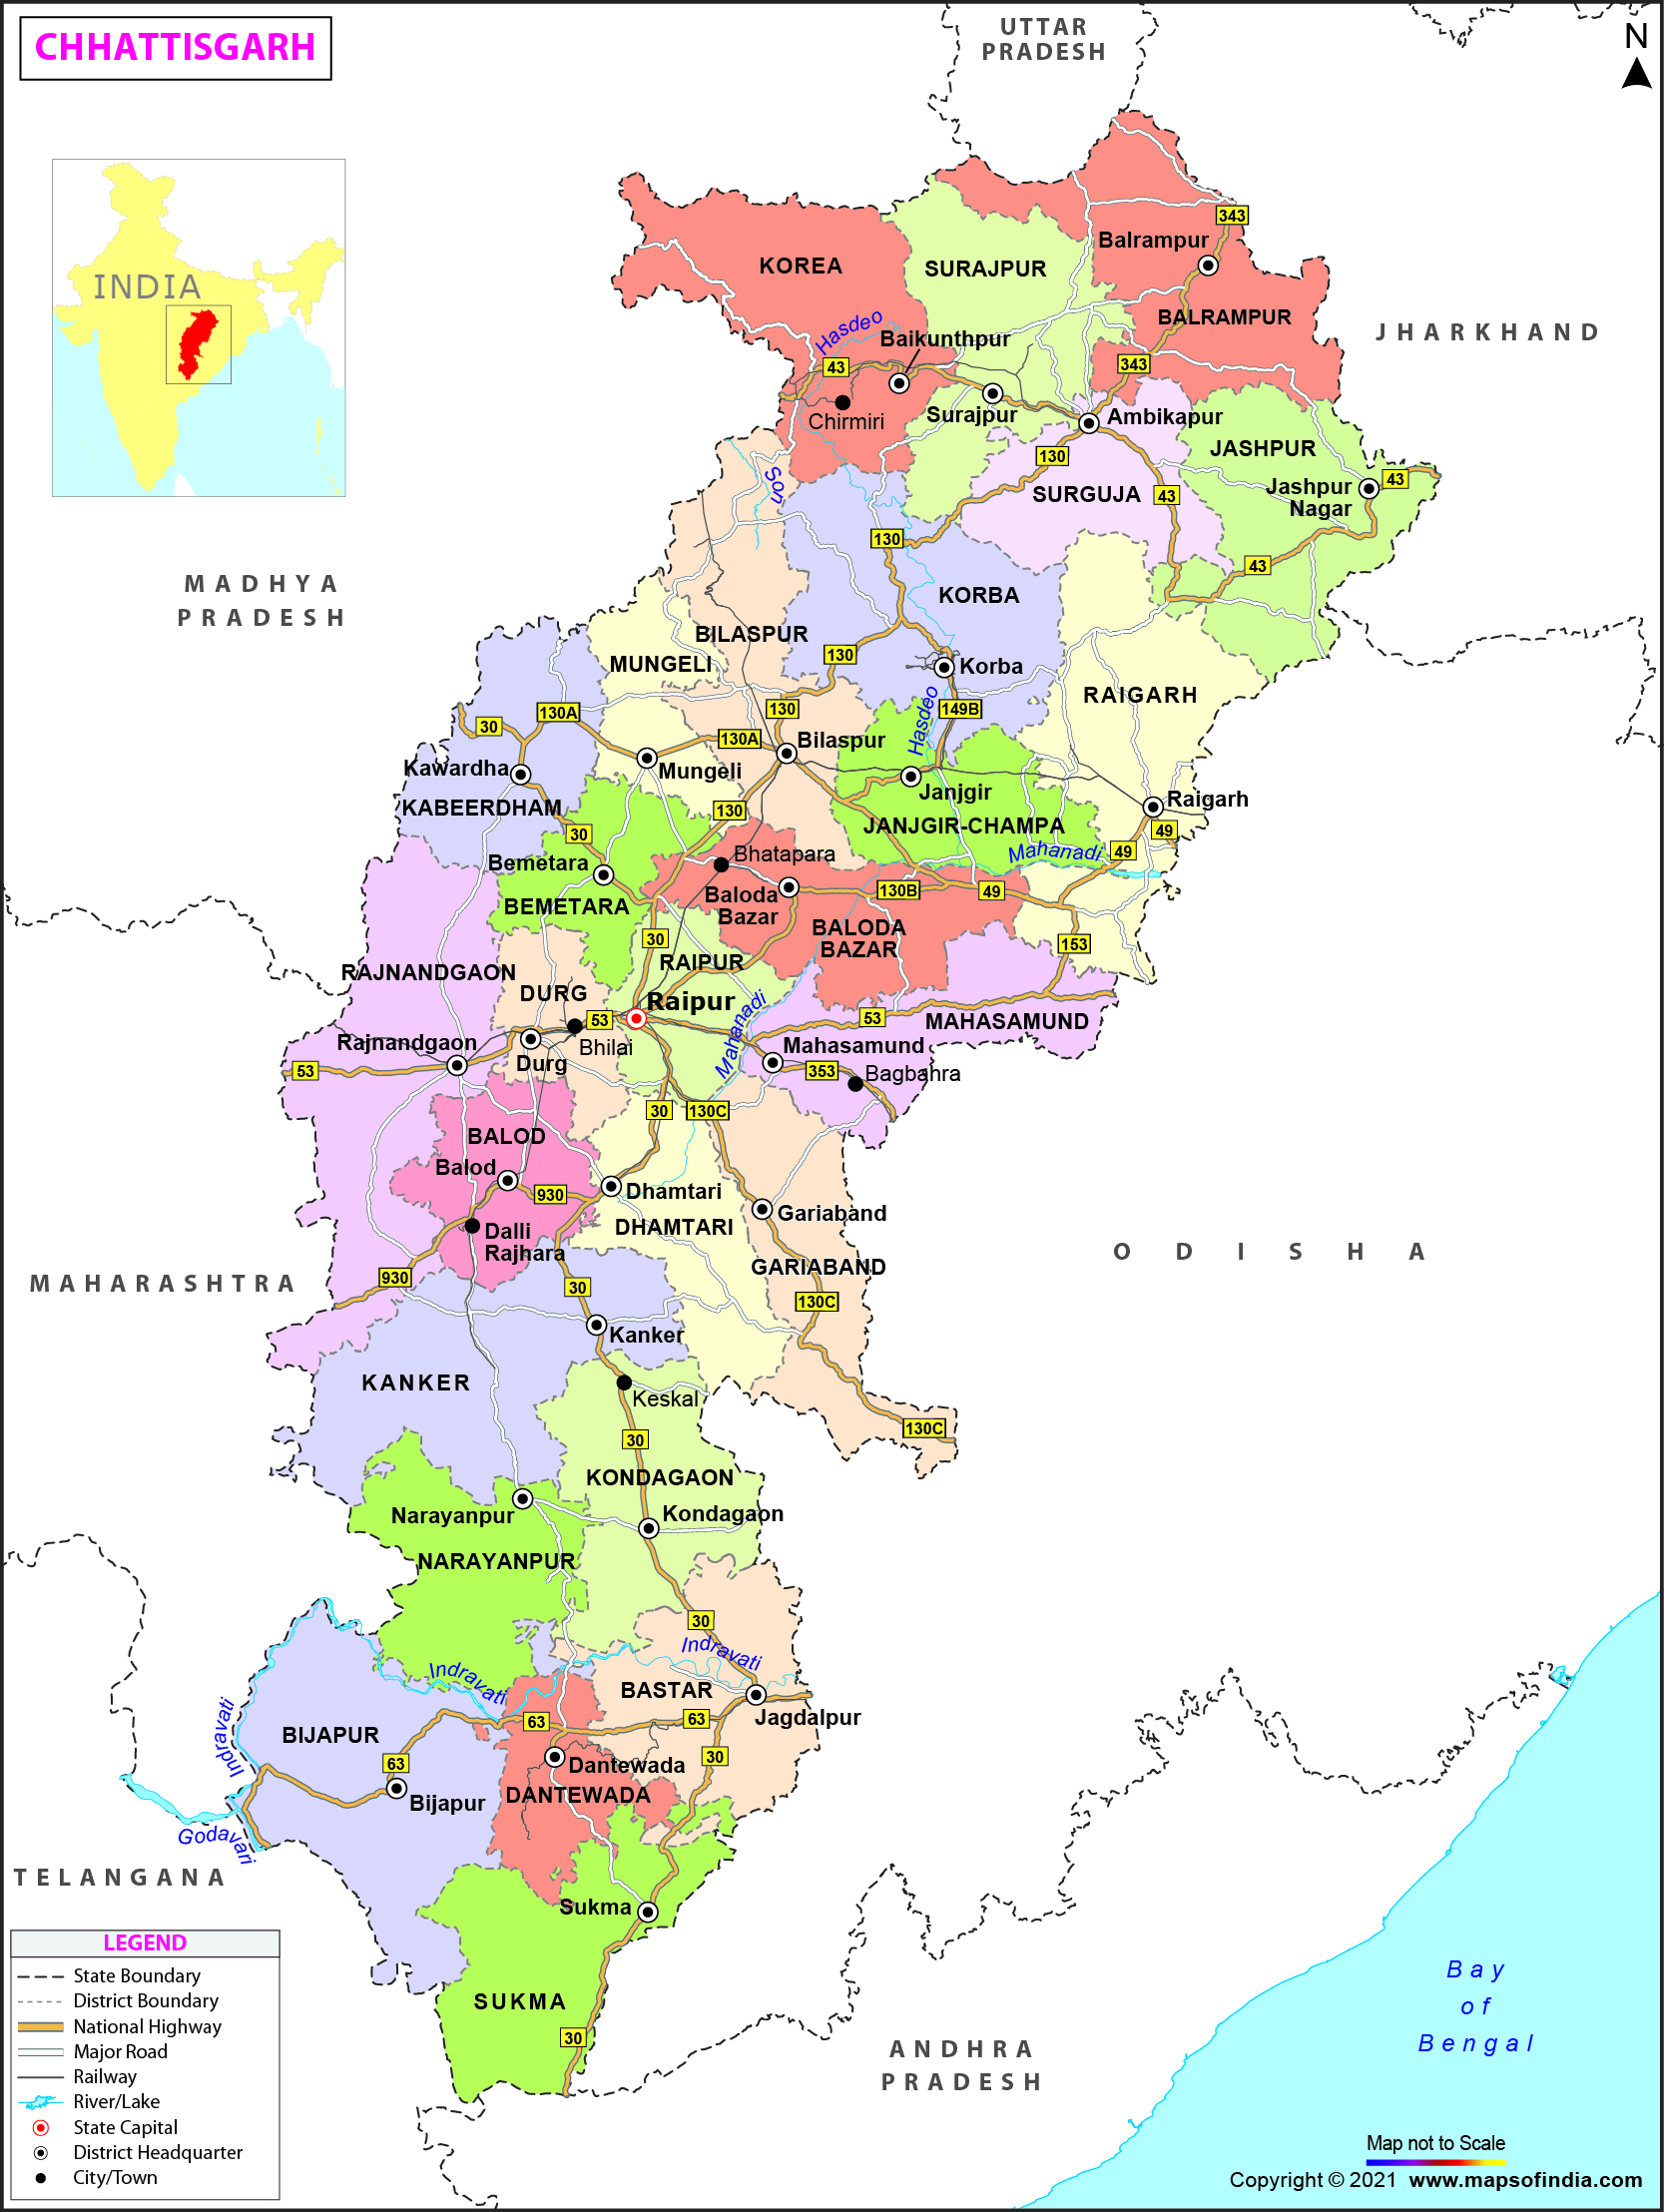 CHHATTISGARH
UTTAR
PRADESH
N
INDIA
343
Balrampur
KOREA
SURAJPUR
BALRAMPUR
JHARKHAND
Hasdeo
Baikunthpur
43
343
Chirmiri
Surajpur
Ambikapur
JASHPUR
130
Son
SURGUJA
43
Jashpur
Nagar
43
130
43
MADHYA
PRADESH
KORBA
BILASPUR
MUNGELI
130
Korba
RAIGARH
30
130A
130
Hasdeo
149B
130A
Bilaspur
Kawardha
Mungeli
Janjgir
KABEERDHAM
130
Raigarh
30
JANJGIR-CHAMPA
49
Mahanadi
49
Bemetara
Bhatapara
Baloda
Bazar
130B
49
BEMETARA
BALODA
BAZAR
30
153
RAJNANDGAON
RAIPUR
DURG
Raipur
53
Mahanadi
53
MAHASAMUND
Rajnandgaon
Bhilai
Durg
Mahasamund
53
353
Bagbahra
30
130C
BALOD
Balod
930
Dhamtari
Gariaband
Dalli
Rajhara
DHAMTARI
ODISHA
GARIABAND
MAHARASHTRA
930
30
130C
Kanker
KANKER
Keskal
130C
30
KONDAGAON
Narayanpur
Kondagaon
NARAYANPUR
30
Indravati
Indravati
BASTAR
Indravati
BIJAPUR
63
63
Jagdalpur
63
30
Dantewada
Bijapur
DANTEWADA
Godavari
TELANGANA
Sukma
SUKMA
30
LEGEND
State Boundary
District Boundary
National Highway
Major Road
Railway
River/Lake
State Capital
District Headquarter
City/Town
ANDHRA
PRADESH
Bay
of
Bengal
Map not to Scale
Copyright © 2021 www.mapsofindia.com